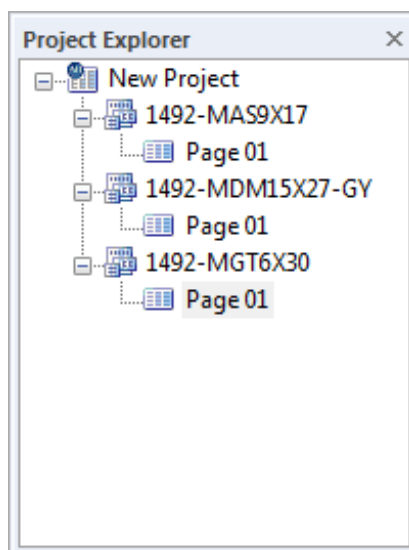 Project Explorer
New Project
1492-MAS9X17
Page 01
1492-MDM15X27-GY
Page 01
1492-MGT6X30
Page 01